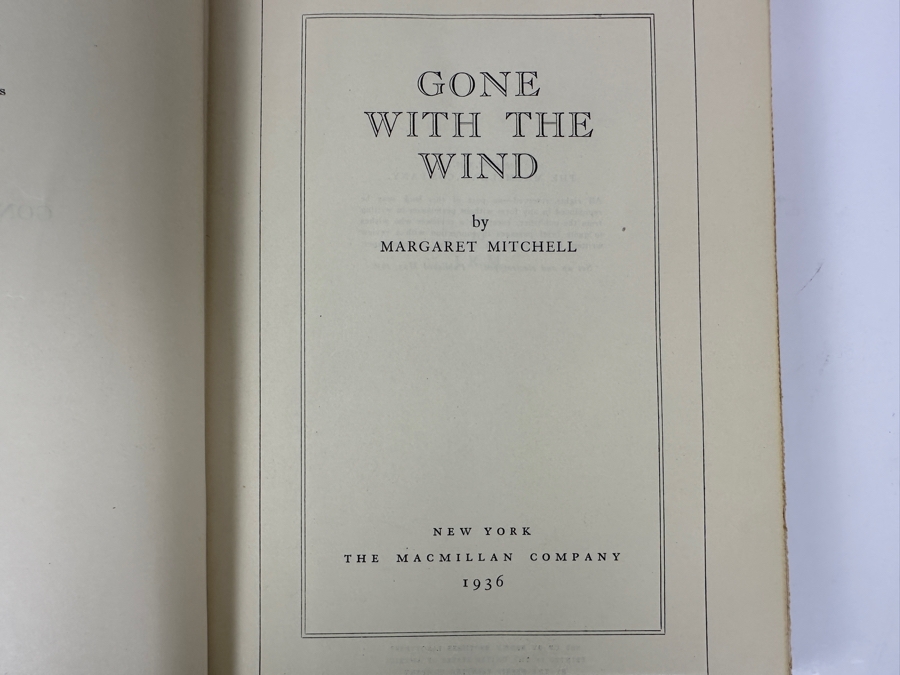 s
GONE
WITH THE
WIND
by
MARGARET MITCHELL
NEW YORK
THE MACMILLAN COMPANY
1936